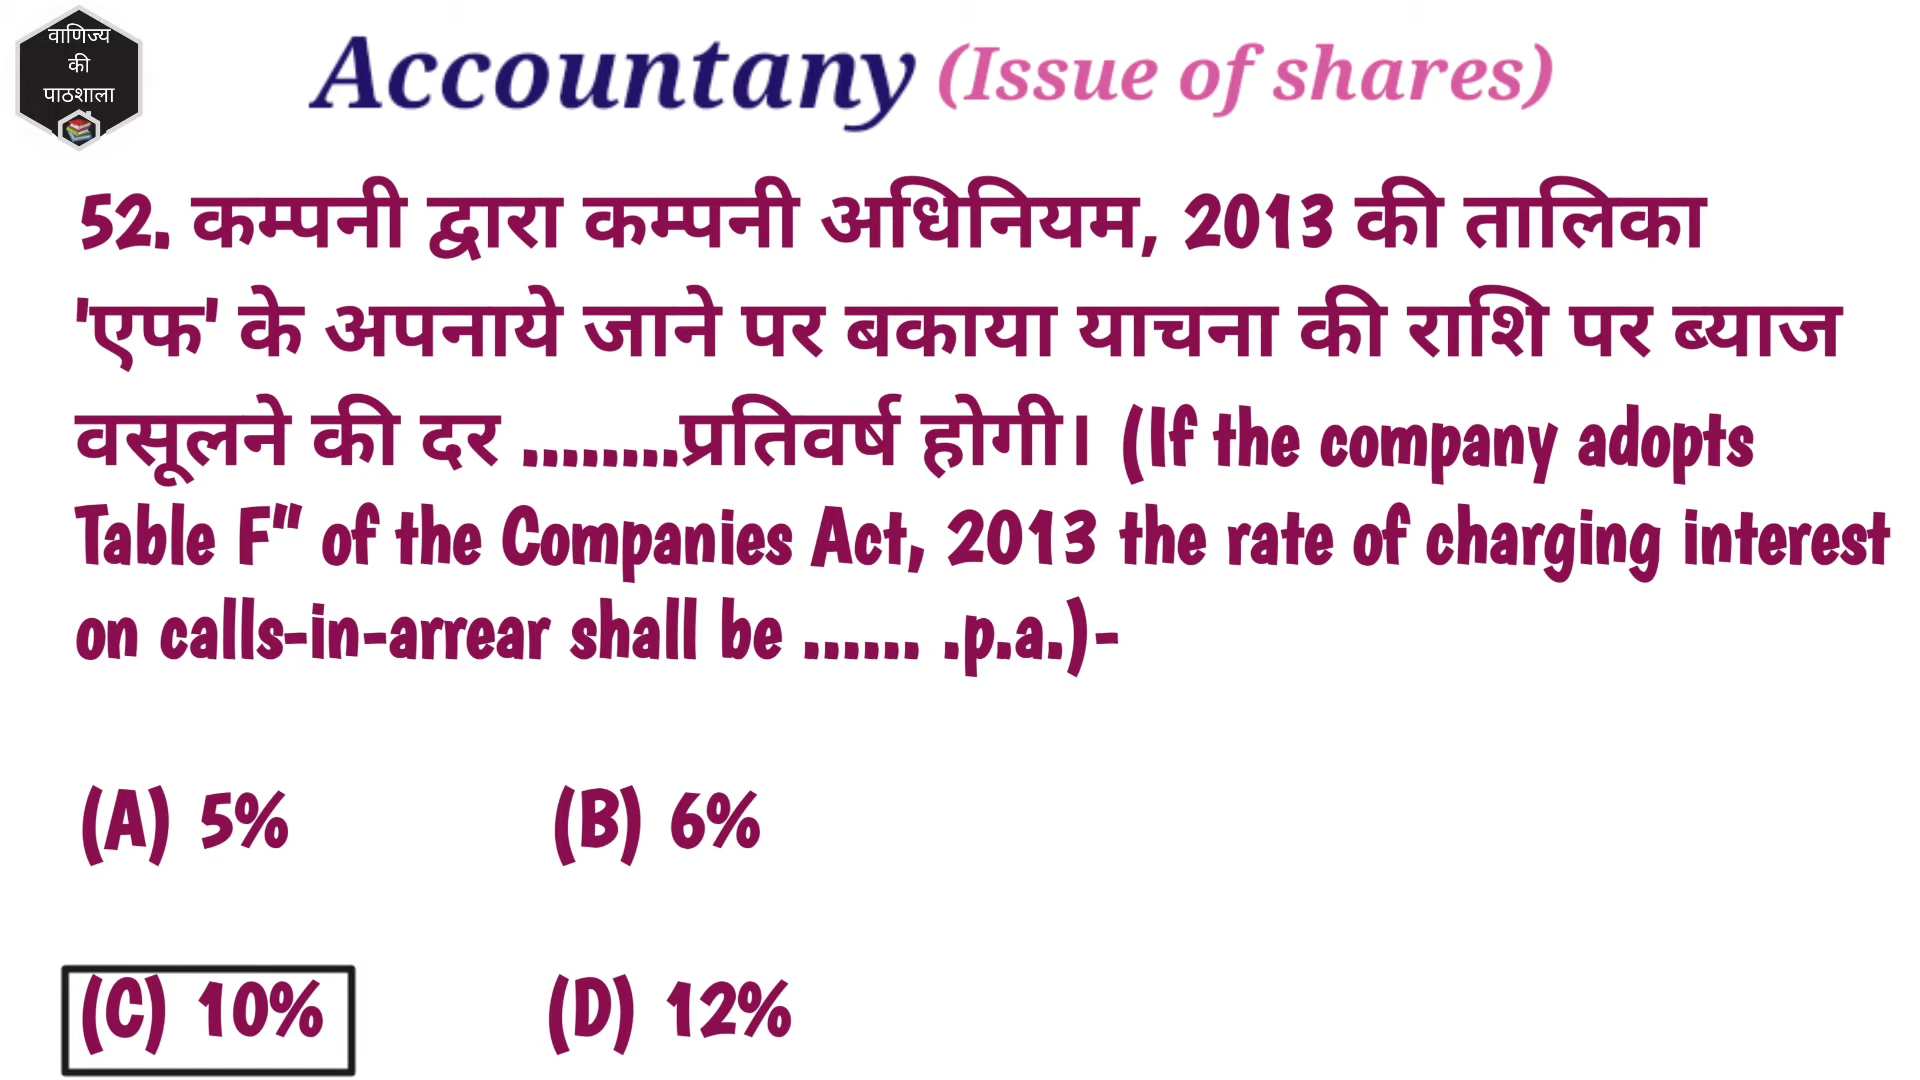 वाणिज्य
की
पाठशाला
Accountany (Issue of shares)
52. कम्पनी द्वारा कम्पनी अधिनियम, 2013 की तालिका
'एफ' के अपनाये जाने पर बकाया याचना की राशि पर ब्याज
वसूलने की दर ........प्रतिवर्ष होगी। (If the company adopts
Table F" of the Companies Act, 2013 the rate of charging interest
on calls-in-arrear shall be ...... .p.a.)-
(A) 5% (B) 6%
(C) 10% (D) 12%